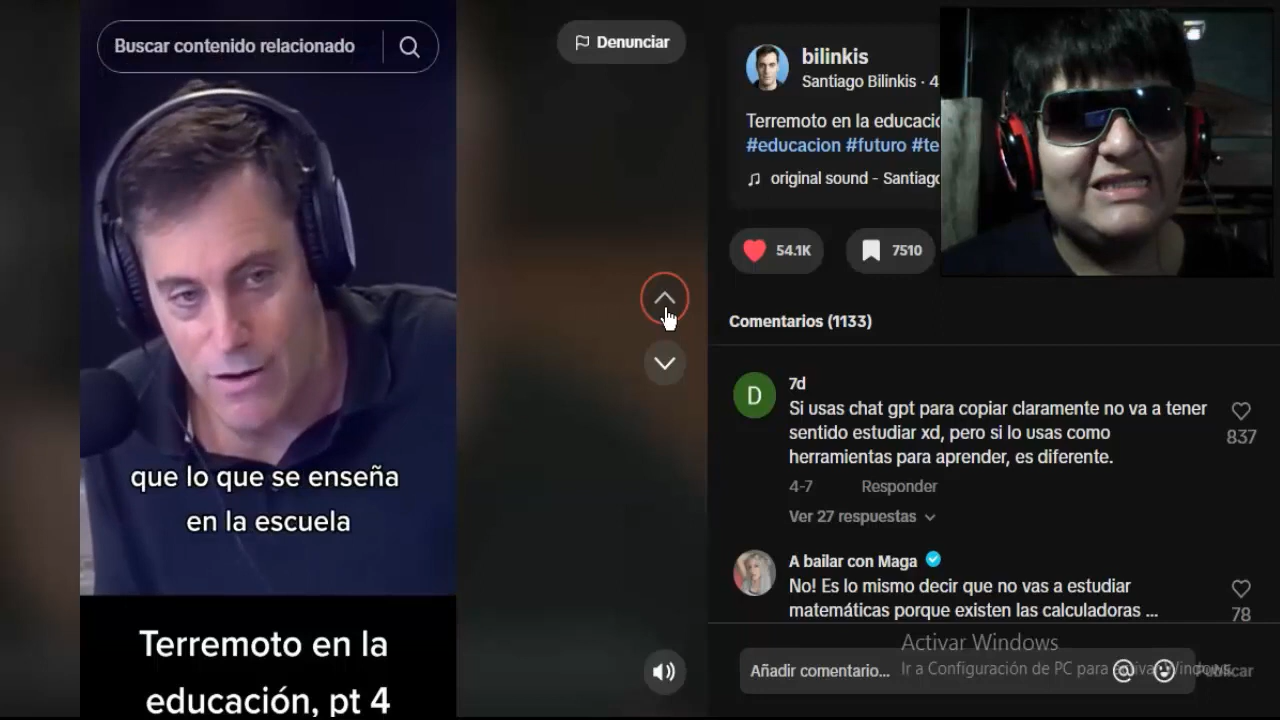 Buscar contenido relacionado
Denunciar
que lo que se enseña
en la escuela
Terremoto en la
educación, pt 4
bilinkis
Santiago Bilinkis · 4
Terremoto en la educacio
#educacion #futuro #te
original sound - Santiago
54.1K
7510
Comentarios (1133)
D
7d
Si usas chat gpt para copiar claramente no va a tener
sentido estudiar xd, pero si lo usas como
herramientas para aprender, es diferente.
837
4-7 Responder
Ver 27 respuestas
A bailar con Maga
No! Es lo mismo decir que no vas a estudiar
matemáticas porque existen las calculadoras ...
78
Activar Windows
Ir a Configuración de PC para activar Windows.
Añadir comentario...
Publicar